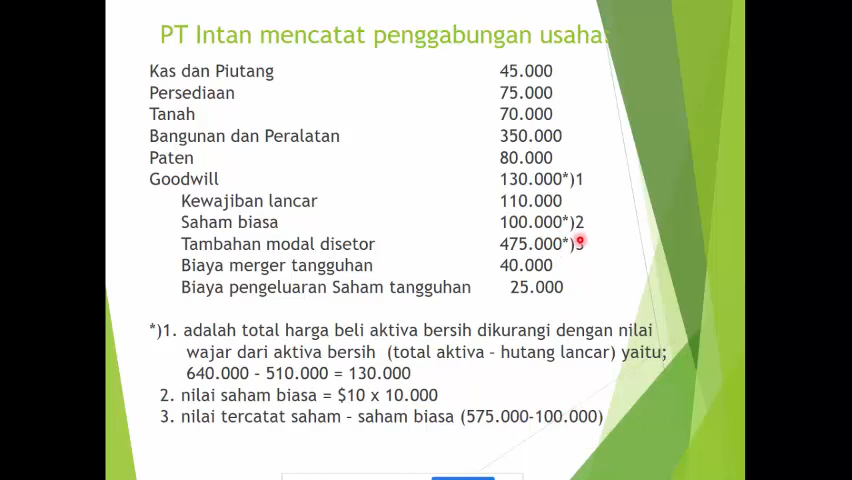 PT Intan mencatat penggabungan usaha:
Kas dan Piutang 45.000
Persediaan 75.000
Tanah 70.000
Bangunan dan Peralatan 350.000
Paten 80.000
Goodwill 130.000*)1
Kewajiban lancar 110.000
Saham biasa 100.000*)2
Tambahan modal disetor 475.000*)3
Biaya merger tangguhan 40.000
Biaya pengeluaran Saham tangguhan 25.000
*)1. adalah total harga beli aktiva bersih dikurangi dengan nilai
wajar dari aktiva bersih (total aktiva - hutang lancar) yaitu;
640.000 - 510.000 = 130.000
2. nilai saham biasa = $10 x 10.000
3. nilai tercatat saham - saham biasa (575.000-100.000)